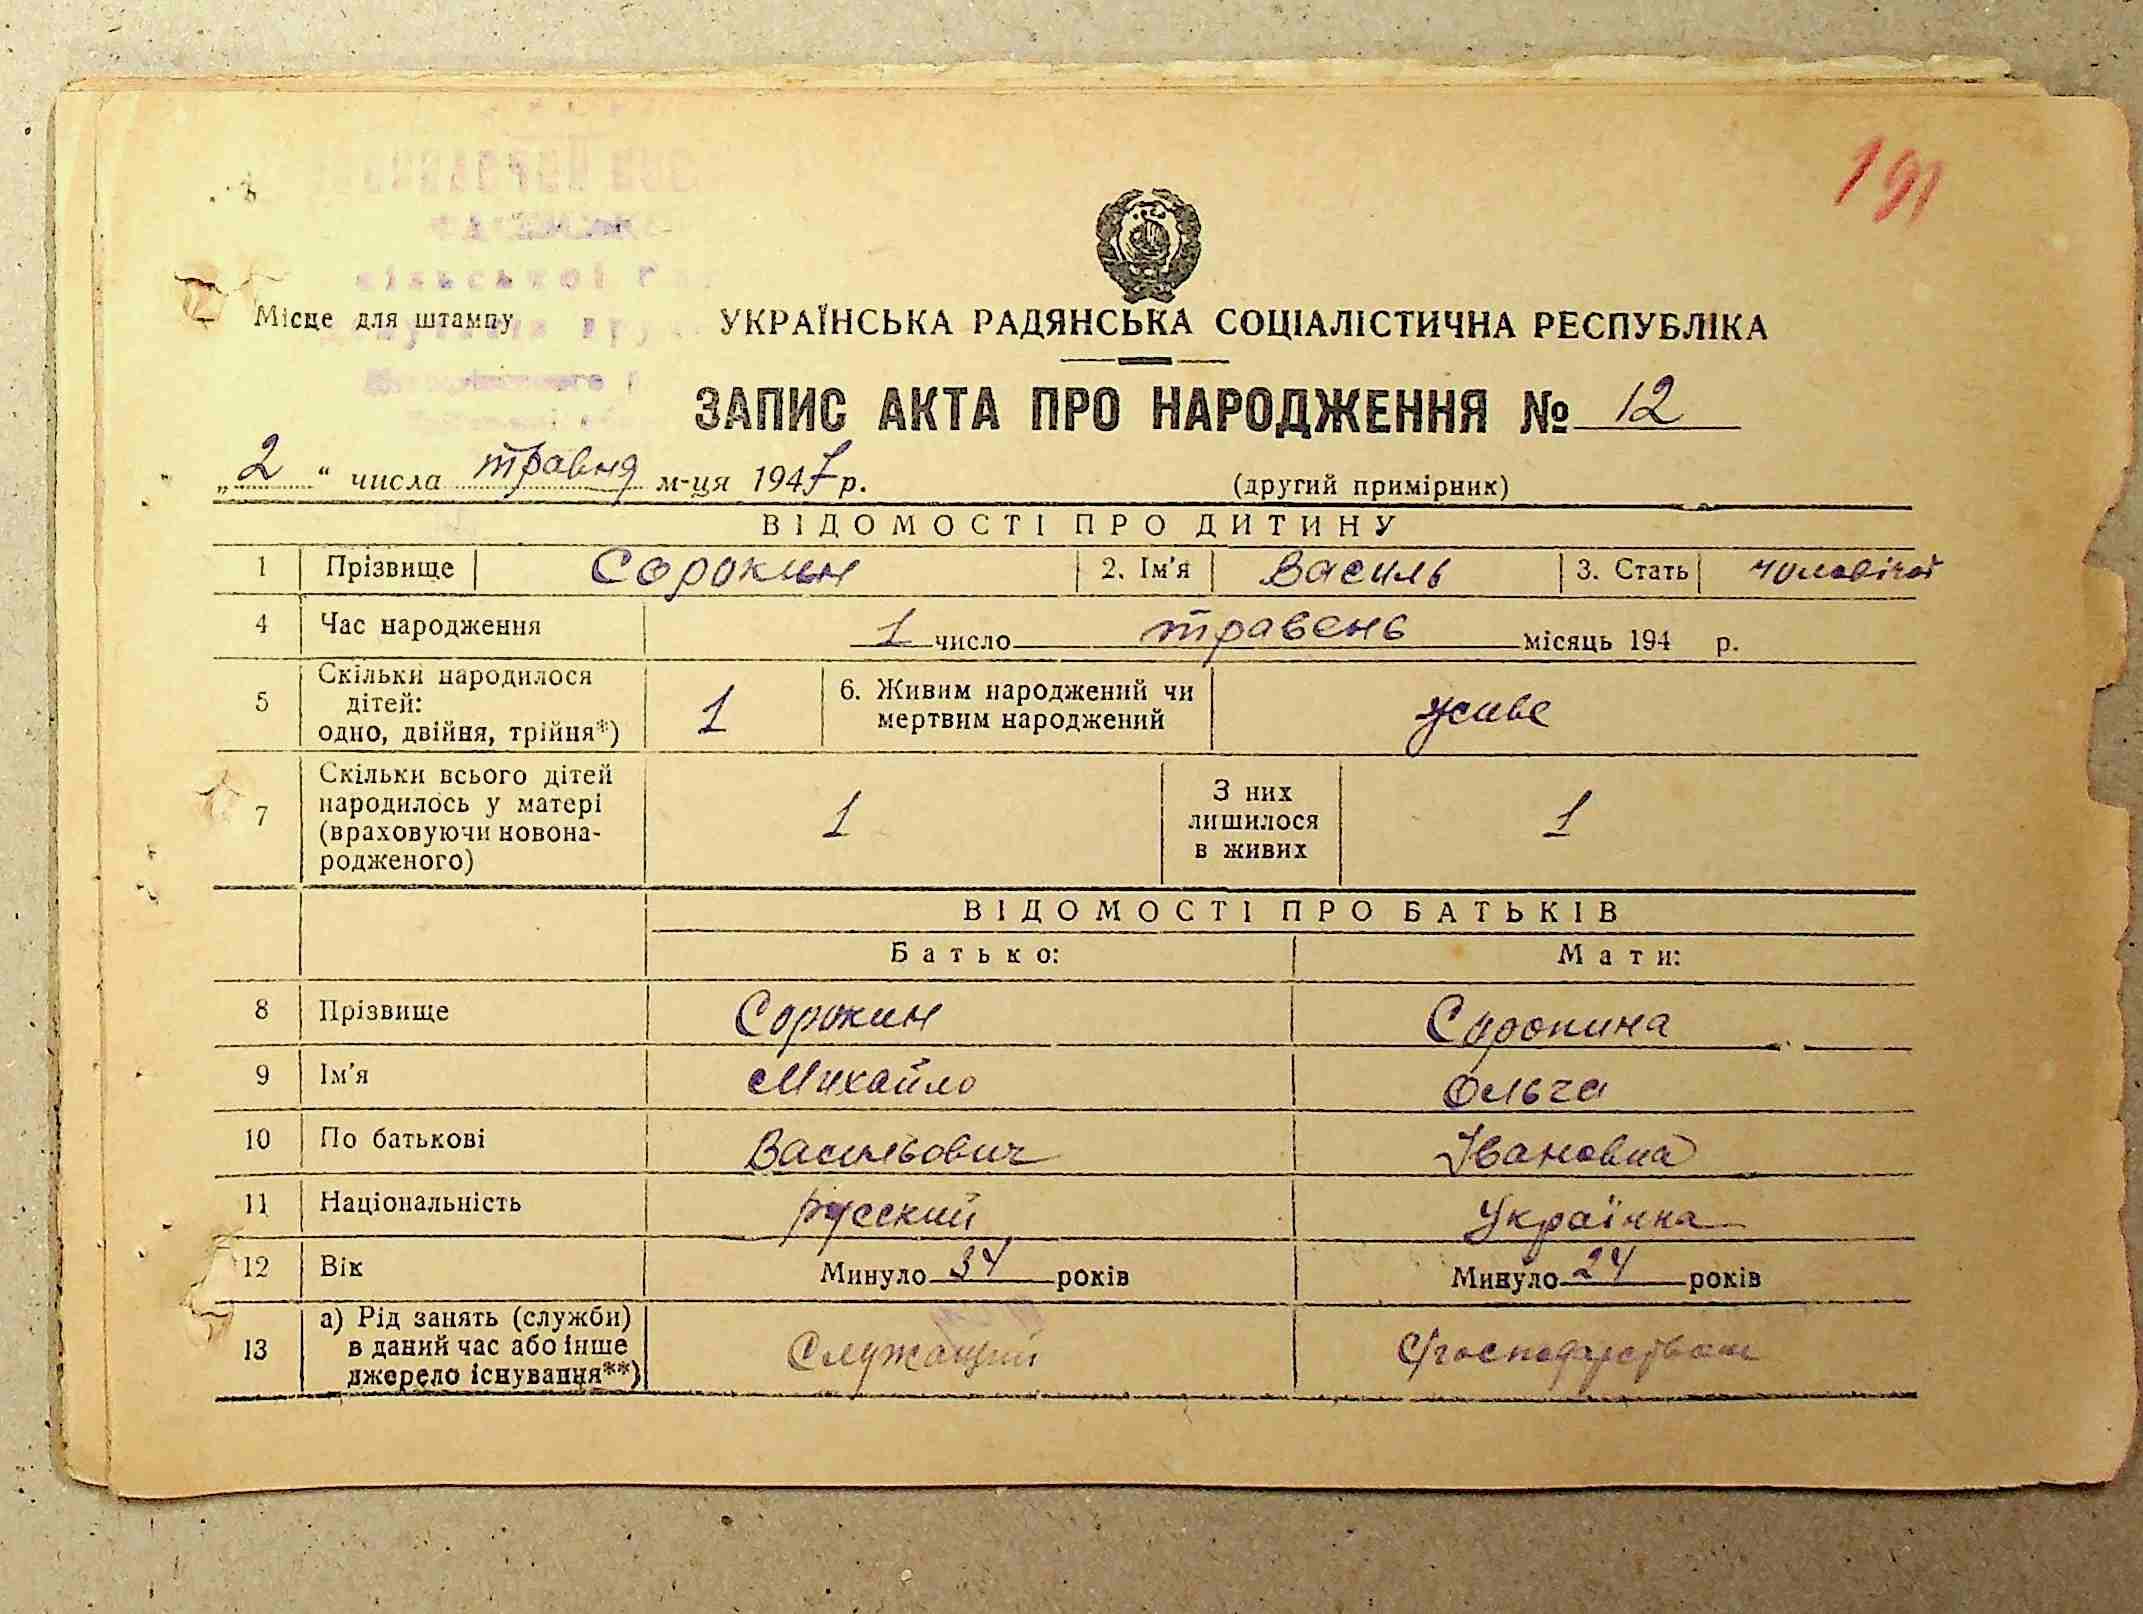 191
Місце для штампу
УКРАЇНСЬКА РАДЯНСЬКА СОЦІАЛІСТИЧНА РЕСПУБЛІКА
ЗАПИС АКТА ПРО НАРОДЖЕННЯ № 12
„2“ числа травня м-ця 1947 р. (другий примірник)
ВІДОМОСТІ ПРО ДИТИНУ
1 Прізвище Сорокин 2. Ім'я Василь 3. Стать чоловічої
4 Час народження 1 число травень місяць 194 р.
5 Скільки народилося дітей: одно, двійня, трійня*) 1 6. Живим народжений чи мертвим народжений живе
7 Скільки всього дітей народилось у матері (враховуючи новонародженого) 1 З них лишилося в живих 1
ВІДОМОСТІ ПРО БАТЬКІВ
Батько: Мати:
8 Прізвище Сорокин Сорокина
9 Ім'я Михайло Ольга
10 По батькові Васильович Івановна
11 Національність русский Українка
12 Вік Минуло 34 років Минуло 24 років
13 а) Рід занять (служби) в даний час або інше джерело існування**) Служащий